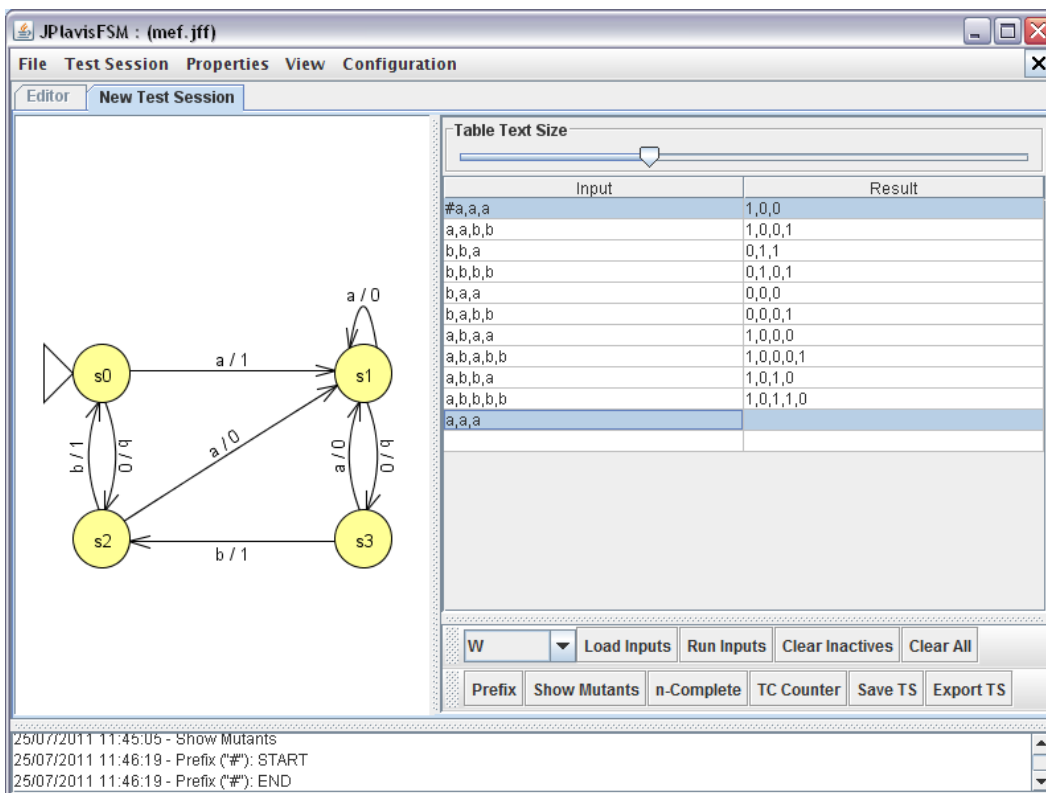 JPlavisFSM : (mef.jff)
File Test Session Properties View Configuration
Editor New Test Session
Table Text Size
Input Result
#a,a,a 1,0,0
a,a,b,b 1,0,0,1
b,b,a 0,1,1
b,b,b,b 0,1,0,1
b,a,a 0,0,0
b,a,b,b 0,0,0,1
a,b,a,a 1,0,0,0
a,b,a,b,b 1,0,0,0,1
a,b,b,a 1,0,1,0
a,b,b,b,b 1,0,1,1,0
a,a,a
a / 0
a / 1
s0
s1
b / 1
b / 0
a / 0
a / 0
b / 0
s2
s3
b / 1
W Load Inputs Run Inputs Clear Inactives Clear All
Prefix Show Mutants n-Complete TC Counter Save TS Export TS
25/07/2011 11:45:05 - Show Mutants
25/07/2011 11:46:19 - Prefix ("#"): START
25/07/2011 11:46:19 - Prefix ("#"): END